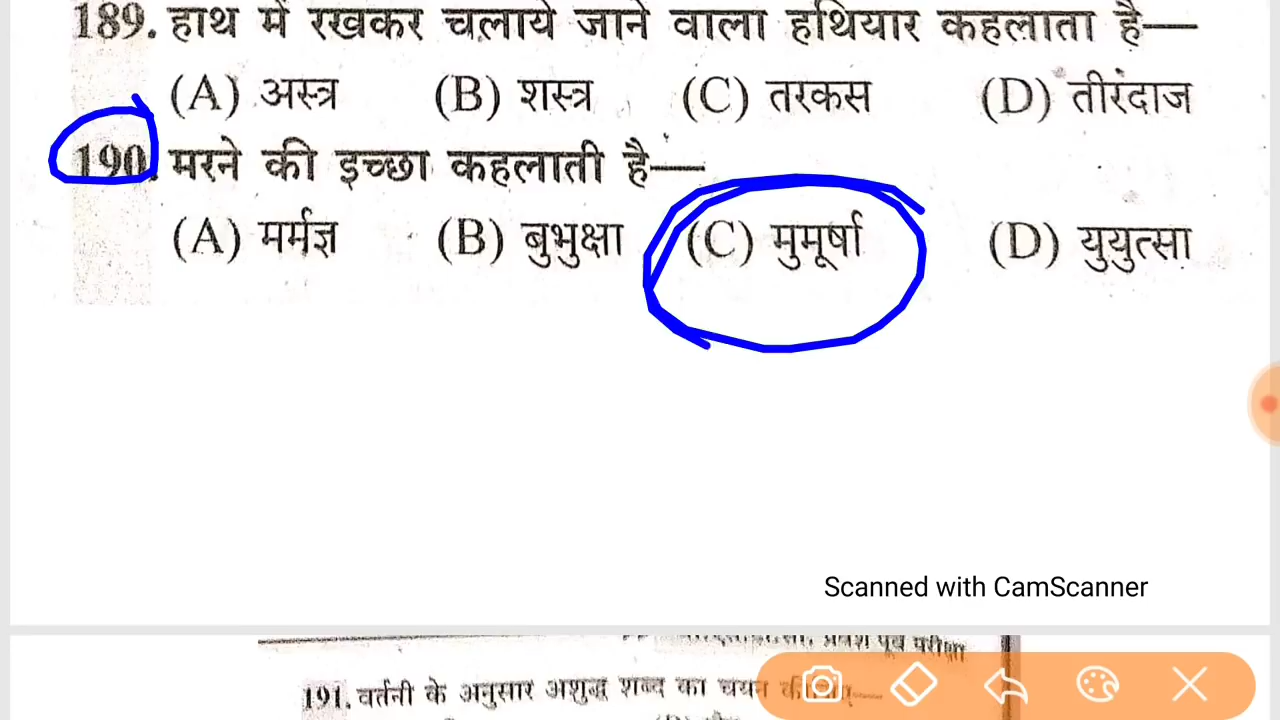 189. हाथ में रखकर चलाये जाने वाला हथियार कहलाता है—
(A) अस्त्र (B) शस्त्र (C) तरकस (D) तीरंदाज
190. मरने की इच्छा कहलाती है—
(A) मर्मज्ञ (B) बुभुक्षा (C) मुमूर्षा (D) युयुत्सा
Scanned with CamScanner
पूर्व परीक्षा
191. वर्तनी के अनुसार अशुद्ध शब्द का चयन